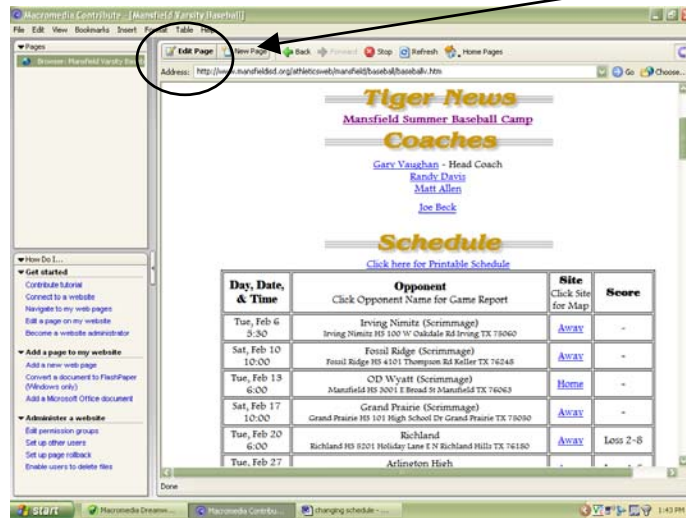 Macromedia Contribute - [Mansfield Varsity Baseball]
File Edit View Bookmarks Insert Format Table Help
Pages
Browser: Mansfield Varsity
Edit Page New Page Back Forward Stop Refresh Home Pages
Address: http://www.mansfieldisd.org/athleticsweb/mansfield/baseball/baseballv.htm Go Choose...
Tiger News
Mansfield Summer Baseball Camp
Coaches
Gary Vaughan - Head Coach
Randy Davis
Matt Allen
Joe Beck
Schedule
Click here for Printable Schedule
Day, Date, & Time Opponent Click Opponent Name for Game Report Site Click Site for Map Score
Tue, Feb 6 5:30 Irving Nimitz (Scrimmage) Irving Nimitz HS 100 W Oakdale Rd Irving TX 75060 Away -
Sat, Feb 10 10:00 Fossil Ridge (Scrimmage) Fossil Ridge HS 4101 Thompson Rd Keller TX 76248 Away -
Tue, Feb 13 6:00 OD Wyatt (Scrimmage) Mansfield HS 3001 E Broad St Mansfield TX 76063 Home -
Sat, Feb 17 10:00 Grand Prairie (Scrimmage) Grand Prairie HS 101 High School Dr Grand Prairie TX 75050 Away -
Tue, Feb 20 6:00 Richland Richland HS 5201 Holiday Lane E N Richland Hills TX 76180 Away Loss 2-8
Tue, Feb 27 Arlington High
How Do I...
Get started
Contribute tutorial
Connect to a website
Navigate to my web pages
Edit a page on my website
Become a website administrator
Add a page to my website
Add a new web page
Convert a document to FlashPaper
(Windows only)
Add a Microsoft Office document
Administer a website
Edit permission groups
Set up other users
Set up page rollback
Enable users to delete files
Done
start Macromedia Dreamw... Macromedia Contribu... changing schedule - ... 1:43 PM